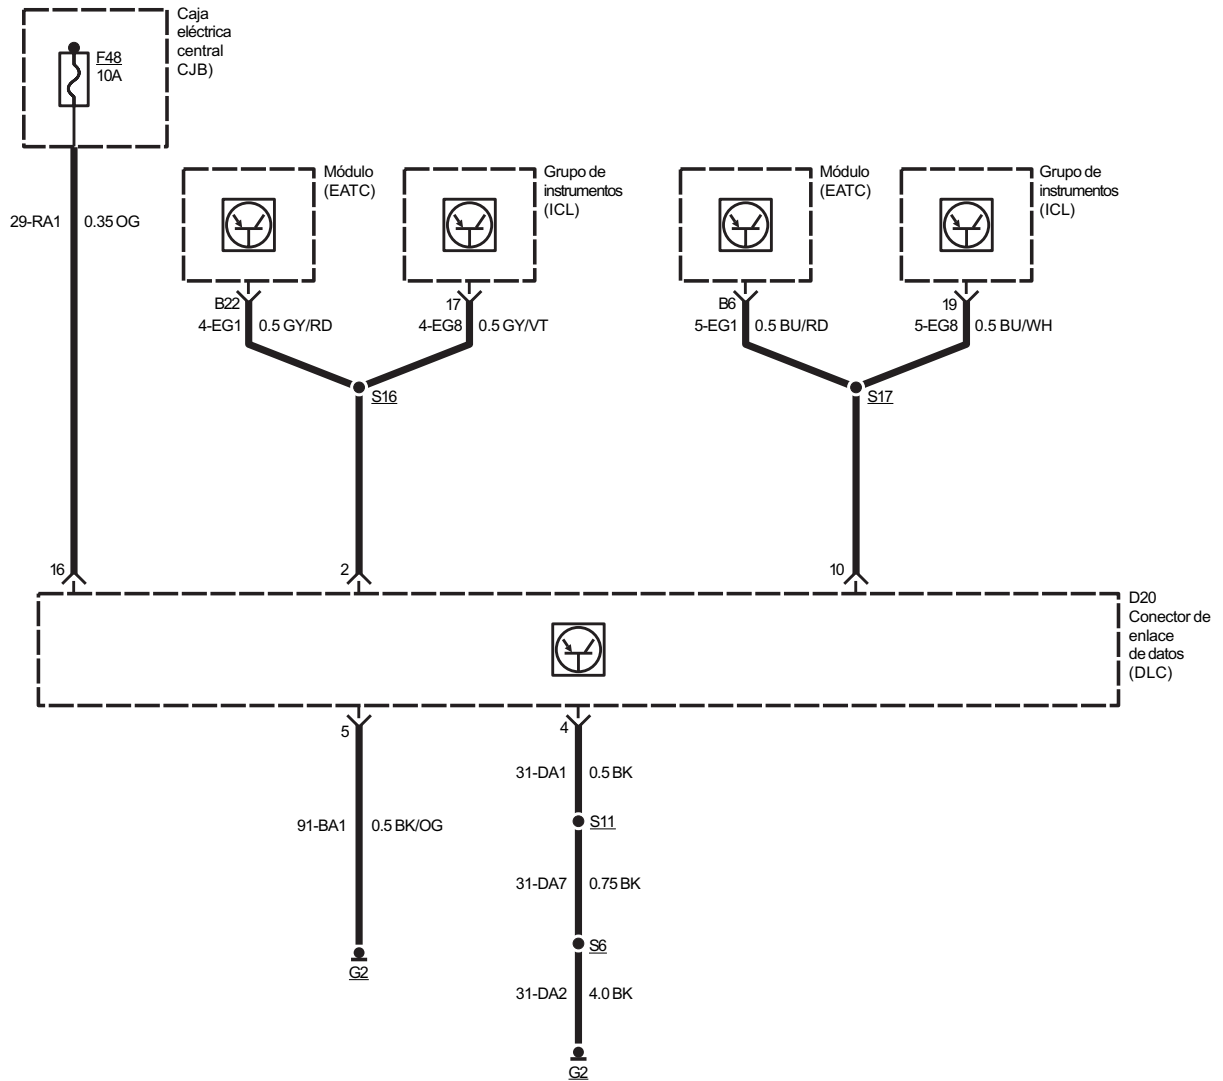 Caja
eléctrica
central
CJB)
F48
10A
Módulo
(EATC)
Grupo de
instrumentos
(ICL)
Módulo
(EATC)
Grupo de
instrumentos
(ICL)
29-RA1 0.35 OG
B22
17
B6
19
4-EG1 0.5 GY/RD
4-EG8 0.5 GY/VT
5-EG1 0.5 BU/RD
5-EG8 0.5 BU/WH
S16
S17
16
2
10
D20
Conector de
enlace
de datos
(DLC)
5
4
31-DA1 0.5 BK
91-BA1 0.5 BK/OG
S11
31-DA7 0.75 BK
S6
G2
31-DA2 4.0 BK
G2